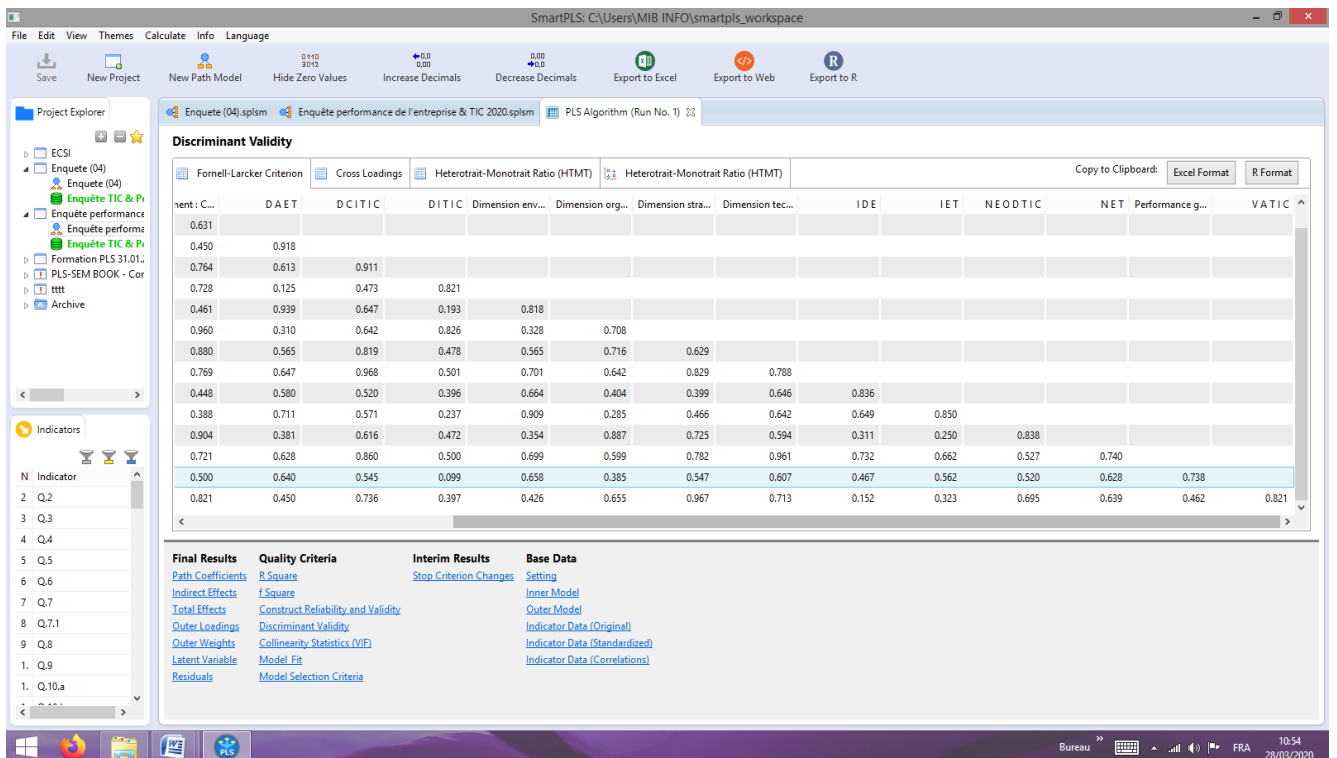 SmartPLS: C:\Users\MIB INFO\smartpls_workspace
File Edit View Themes Calculate Info Language
Save New Project New Path Model Hide Zero Values Increase Decimals Decrease Decimals Export to Excel Export to Web Export to R
Project Explorer
ECSI
Enquete (04)
Enquete (04)
Enquête TIC & P
Enquête performance
Enquête performa
Enquête TIC & P
Formation PLS 31.01.
PLS-SEM BOOK - Cor
tttt
Archive
Indicators
N Indicator
2 Q.2
3 Q.3
4 Q.4
5 Q.5
6 Q.6
7 Q.7
8 Q.7.1
9 Q.8
1. Q.9
1. Q.10.a
Enquete (04).splsm Enquête performance de l'entreprise & TIC 2020.splsm PLS Algorithm (Run No. 1)
Discriminant Validity
Fornell-Larcker Criterion Cross Loadings Heterotrait-Monotrait Ratio (HTMT) Heterotrait-Monotrait Ratio (HTMT) Copy to Clipboard: Excel Format R Format
nent : C... DAET DCITIC DITIC Dimension env... Dimension org... Dimension stra... Dimension tec... IDE IET NEODTIC NET Performance g... VATIC
0.631
0.450 0.918
0.764 0.613 0.911
0.728 0.125 0.473 0.821
0.461 0.939 0.647 0.193 0.818
0.960 0.310 0.642 0.826 0.328 0.708
0.880 0.565 0.819 0.478 0.565 0.716 0.629
0.769 0.647 0.968 0.501 0.701 0.642 0.829 0.788
0.448 0.580 0.520 0.396 0.664 0.404 0.399 0.646 0.836
0.388 0.711 0.571 0.237 0.909 0.285 0.466 0.642 0.649 0.850
0.904 0.381 0.616 0.472 0.354 0.887 0.725 0.594 0.311 0.250 0.838
0.721 0.628 0.860 0.500 0.699 0.599 0.782 0.961 0.732 0.662 0.527 0.740
0.500 0.640 0.545 0.099 0.658 0.385 0.547 0.607 0.467 0.562 0.520 0.628 0.738
0.821 0.450 0.736 0.397 0.426 0.655 0.967 0.713 0.152 0.323 0.695 0.639 0.462 0.821
Final Results Quality Criteria Interim Results Base Data
Path Coefficients R Square Stop Criterion Changes Setting
Indirect Effects f Square Inner Model
Total Effects Construct Reliability and Validity Outer Model
Outer Loadings Discriminant Validity Indicator Data (Original)
Outer Weights Collinearity Statistics (VIF) Indicator Data (Standardized)
Latent Variable Model Fit Indicator Data (Correlations)
Residuals Model Selection Criteria
Bureau FRA 10:54
28/03/2020